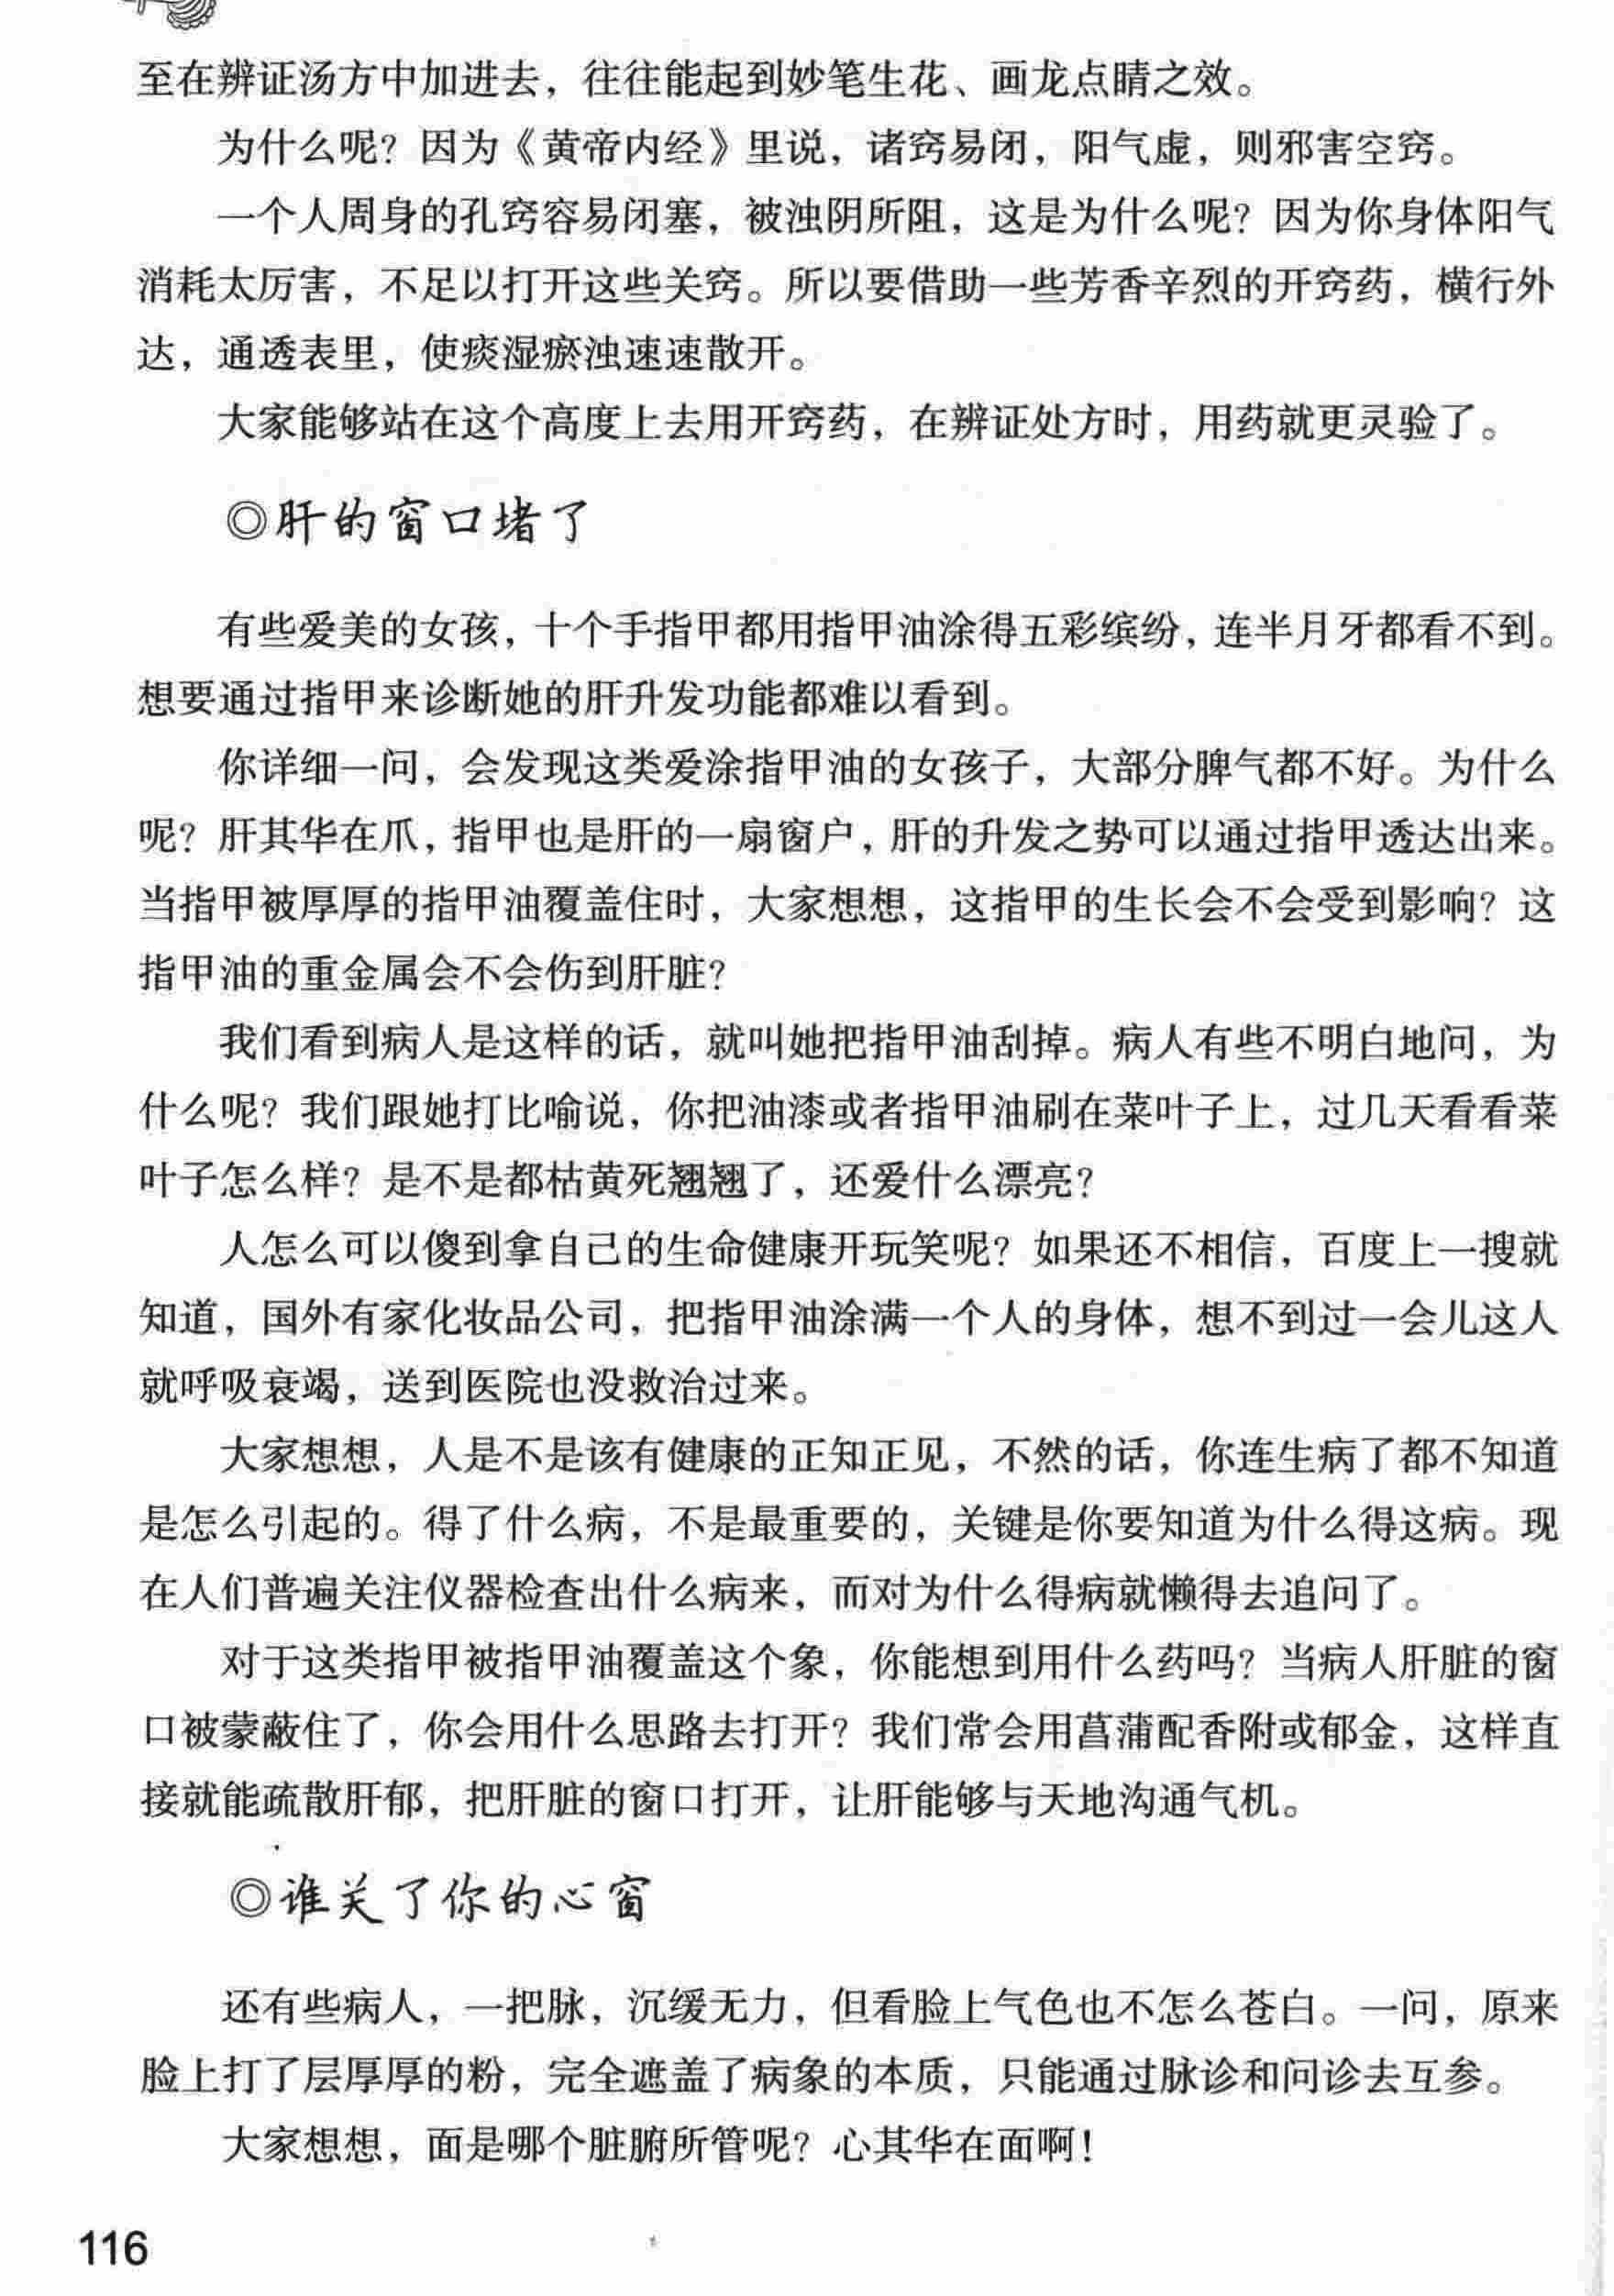 至在辨证汤方中加进去，往往能起到妙笔生花、画龙点睛之效。
为什么呢？因为《黄帝内经》里说，诸窍易闭，阳气虚，则邪害空窍。
一个人周身的孔窍容易闭塞，被浊阴所阻，这是为什么呢？因为你身体阳气
消耗太厉害，不足以打开这些关窍。所以要借助一些芳香辛烈的开窍药，横行外
达，通透表里，使痰湿瘀浊速速散开。
大家能够站在这个高度上去用开窍药，在辨证处方时，用药就更灵验了。
◎肝的窗口堵了
有些爱美的女孩，十个手指甲都用指甲油涂得五彩缤纷，连半月牙都看不到。
想要通过指甲来诊断她的肝升发功能都难以看到。
你详细一问，会发现这类爱涂指甲油的女孩子，大部分脾气都不好。为什么
呢？肝其华在爪，指甲也是肝的一扇窗户，肝的升发之势可以通过指甲透达出来。
当指甲被厚厚的指甲油覆盖住时，大家想想，这指甲的生长会不会受到影响？这
指甲油的重金属会不会伤到肝脏？
我们看到病人是这样的话，就叫她把指甲油刮掉。病人有些不明白地问，为
什么呢？我们跟她打比喻说，你把油漆或者指甲油刷在菜叶子上，过几天看看菜
叶子怎么样？是不是都枯黄死翘翘了，还爱什么漂亮？
人怎么可以傻到拿自己的生命健康开玩笑呢？如果还不相信，百度上一搜就
知道，国外有家化妆品公司，把指甲油涂满一个人的身体，想不到过一会儿这人
就呼吸衰竭，送到医院也没救治过来。
大家想想，人是不是该有健康的正知正见，不然的话，你连生病了都不知道
是怎么引起的。得了什么病，不是最重要的，关键是你要知道为什么得这病。现
在人们普遍关注仪器检查出什么病来，而对为什么得病就懒得去追问了。
对于这类指甲被指甲油覆盖这个象，你能想到用什么药吗？当病人肝脏的窗
口被蒙蔽住了，你会用什么思路去打开？我们常会用菖蒲配香附或郁金，这样直
接就能疏散肝郁，把肝脏的窗口打开，让肝能够与天地沟通气机。
◎谁关了你的心窗
还有些病人，一把脉，沉缓无力，但看脸上气色也不怎么苍白。一问，原来
脸上打了层厚厚的粉，完全遮盖了病象的本质，只能通过脉诊和问诊去互参。
大家想想，面是哪个脏腑所管呢？心其华在面啊！
116